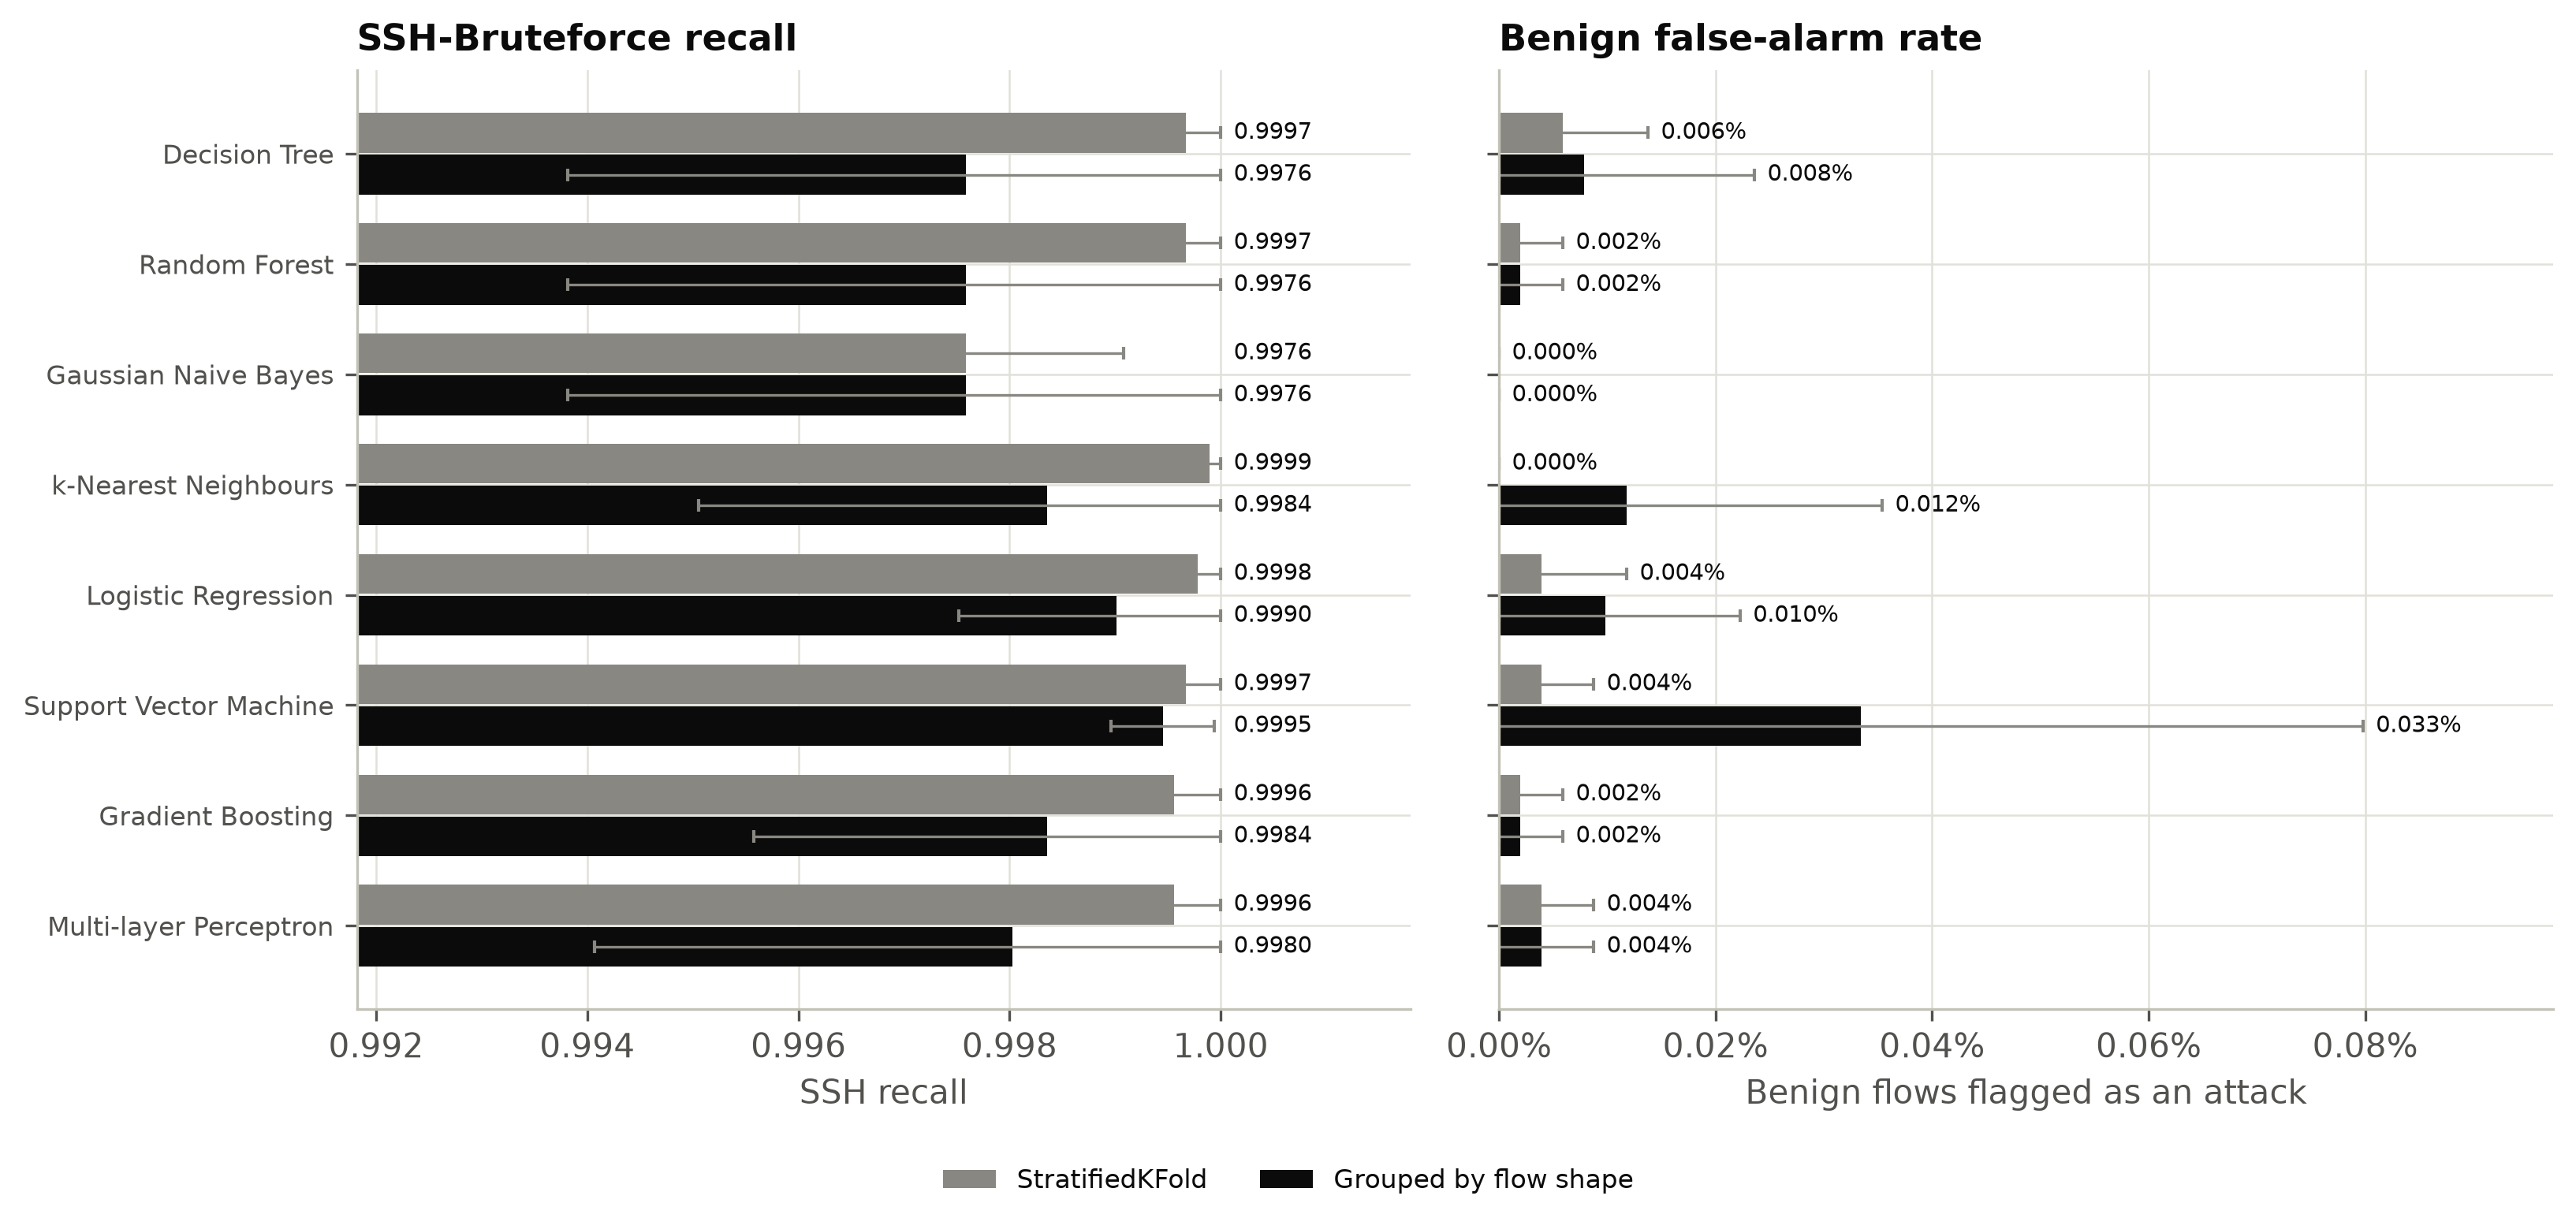 SSH-Bruteforce recall
Decision Tree
0.9997
0.9976
Random Forest
0.9997
0.9976
Gaussian Naive Bayes
0.9976
0.9976
k-Nearest Neighbours
0.9999
0.9984
Logistic Regression
0.9998
0.9990
Support Vector Machine
0.9997
0.9995
Gradient Boosting
0.9996
0.9984
Multi-layer Perceptron
0.9996
0.9980
0.992 0.994 0.996 0.998 1.000
SSH recall
Benign false-alarm rate
0.006%
0.008%
0.002%
0.002%
0.000%
0.000%
0.000%
0.012%
0.004%
0.010%
0.004%
0.033%
0.002%
0.002%
0.004%
0.004%
0.00% 0.02% 0.04% 0.06% 0.08%
Benign flows flagged as an attack
StratifiedKFold Grouped by flow shape